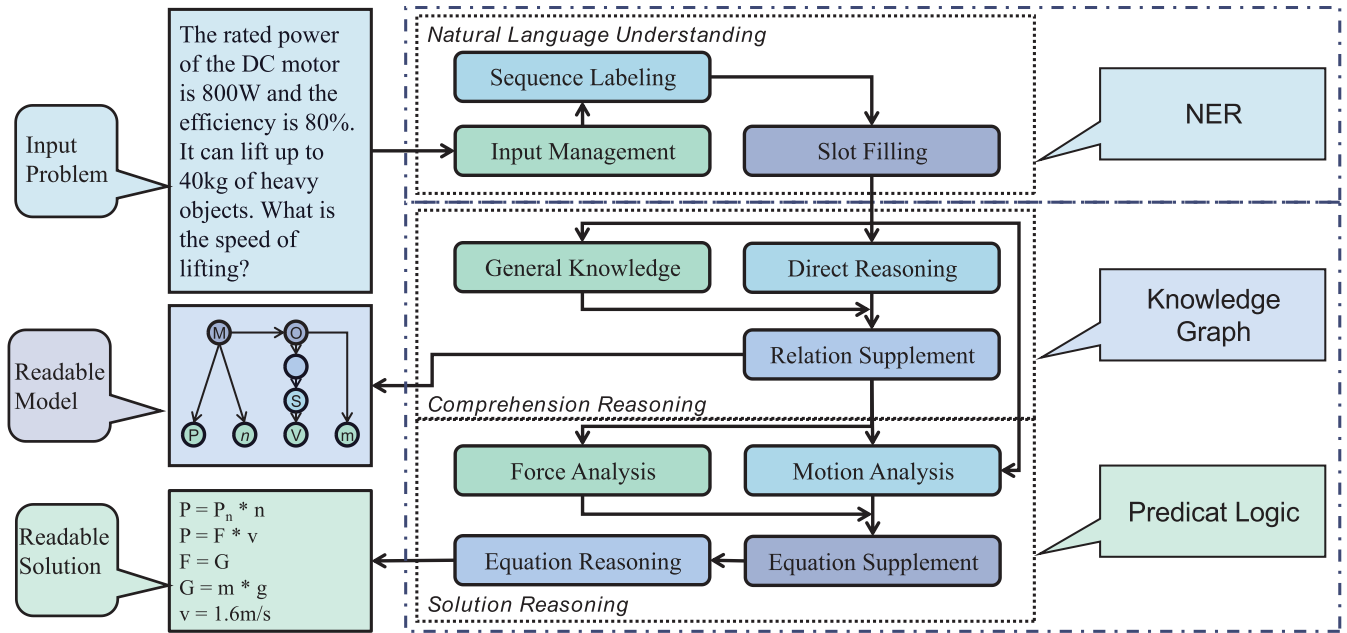 Input
Problem
The rated power
of the DC motor
is 800W and the
efficiency is 80%.
It can lift up to
40kg of heavy
objects. What is
the speed of
lifting?
Natural Language Understanding
Sequence Labeling
Input Management
Slot Filling
NER
General Knowledge
Direct Reasoning
Relation Supplement
Comprehension Reasoning
Knowledge
Graph
Readable
Model
M
O
S
P
n
V
m
Force Analysis
Motion Analysis
Equation Reasoning
Equation Supplement
Solution Reasoning
Predicat Logic
Readable
Solution
P = Pn * n
P = F * v
F = G
G = m * g
v = 1.6m/s